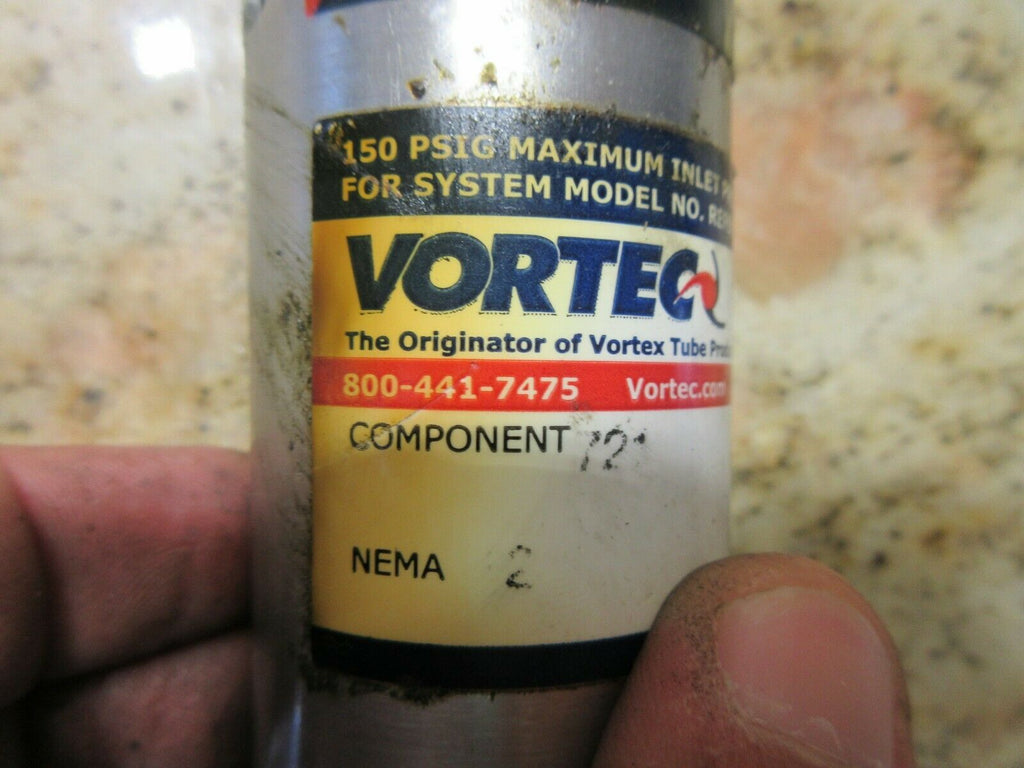 150 PSIG MAXIMUM INLET
FOR SYSTEM MODEL NO.
VORTEC
The Originator of Vortex Tube
800-441-7475 Vortec.com
COMPONENT
NEMA 2